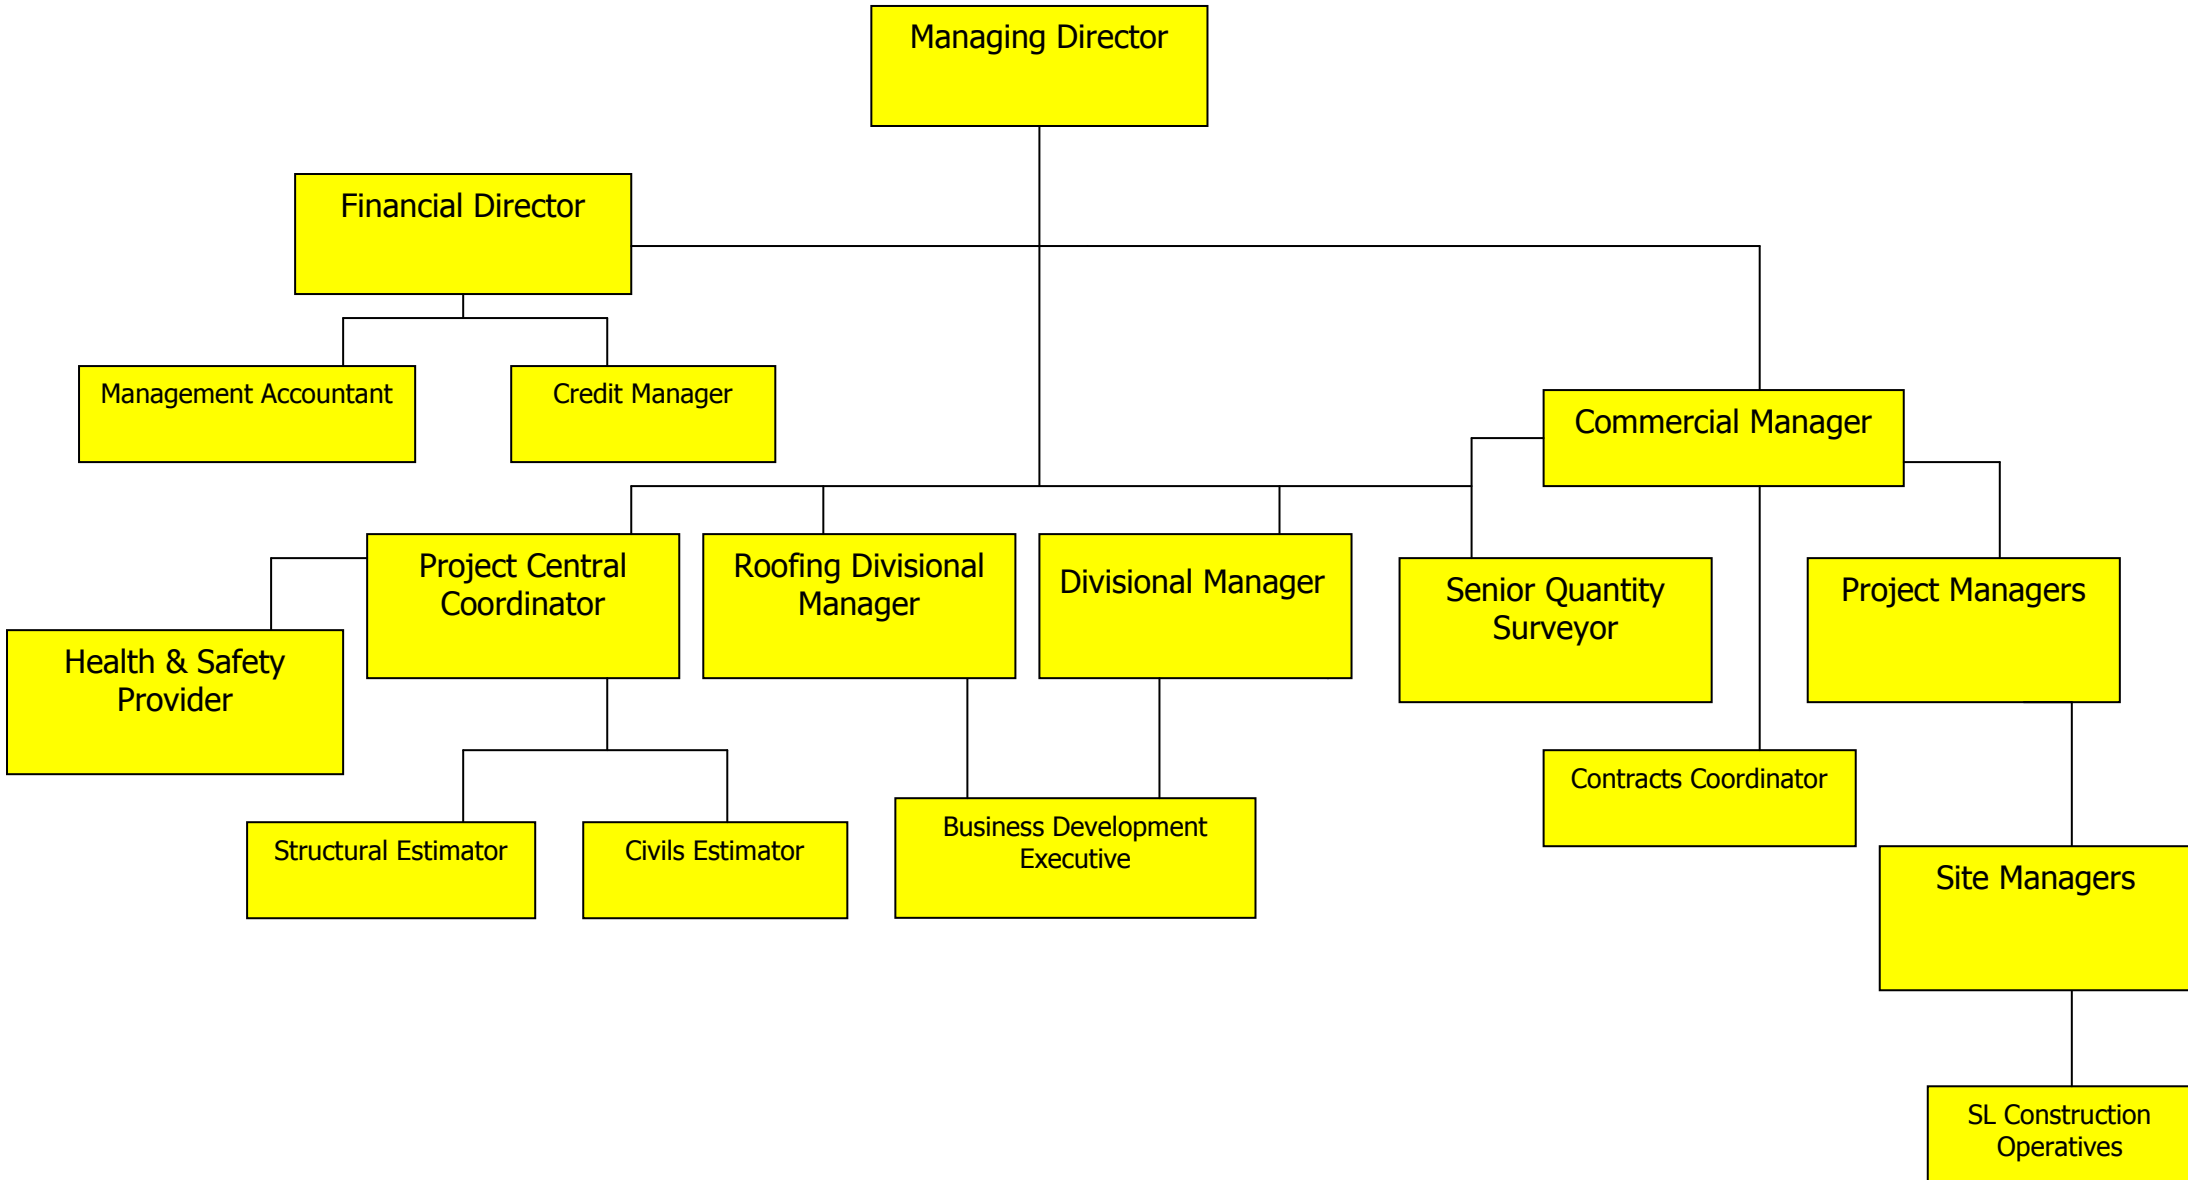 Managing Director
Financial Director
Management Accountant
Credit Manager
Commercial Manager
Project Central
Coordinator
Roofing Divisional
Manager
Divisional Manager
Senior Quantity
Surveyor
Project Managers
Health & Safety
Provider
Contracts Coordinator
Structural Estimator
Civils Estimator
Business Development
Executive
Site Managers
SL Construction
Operatives